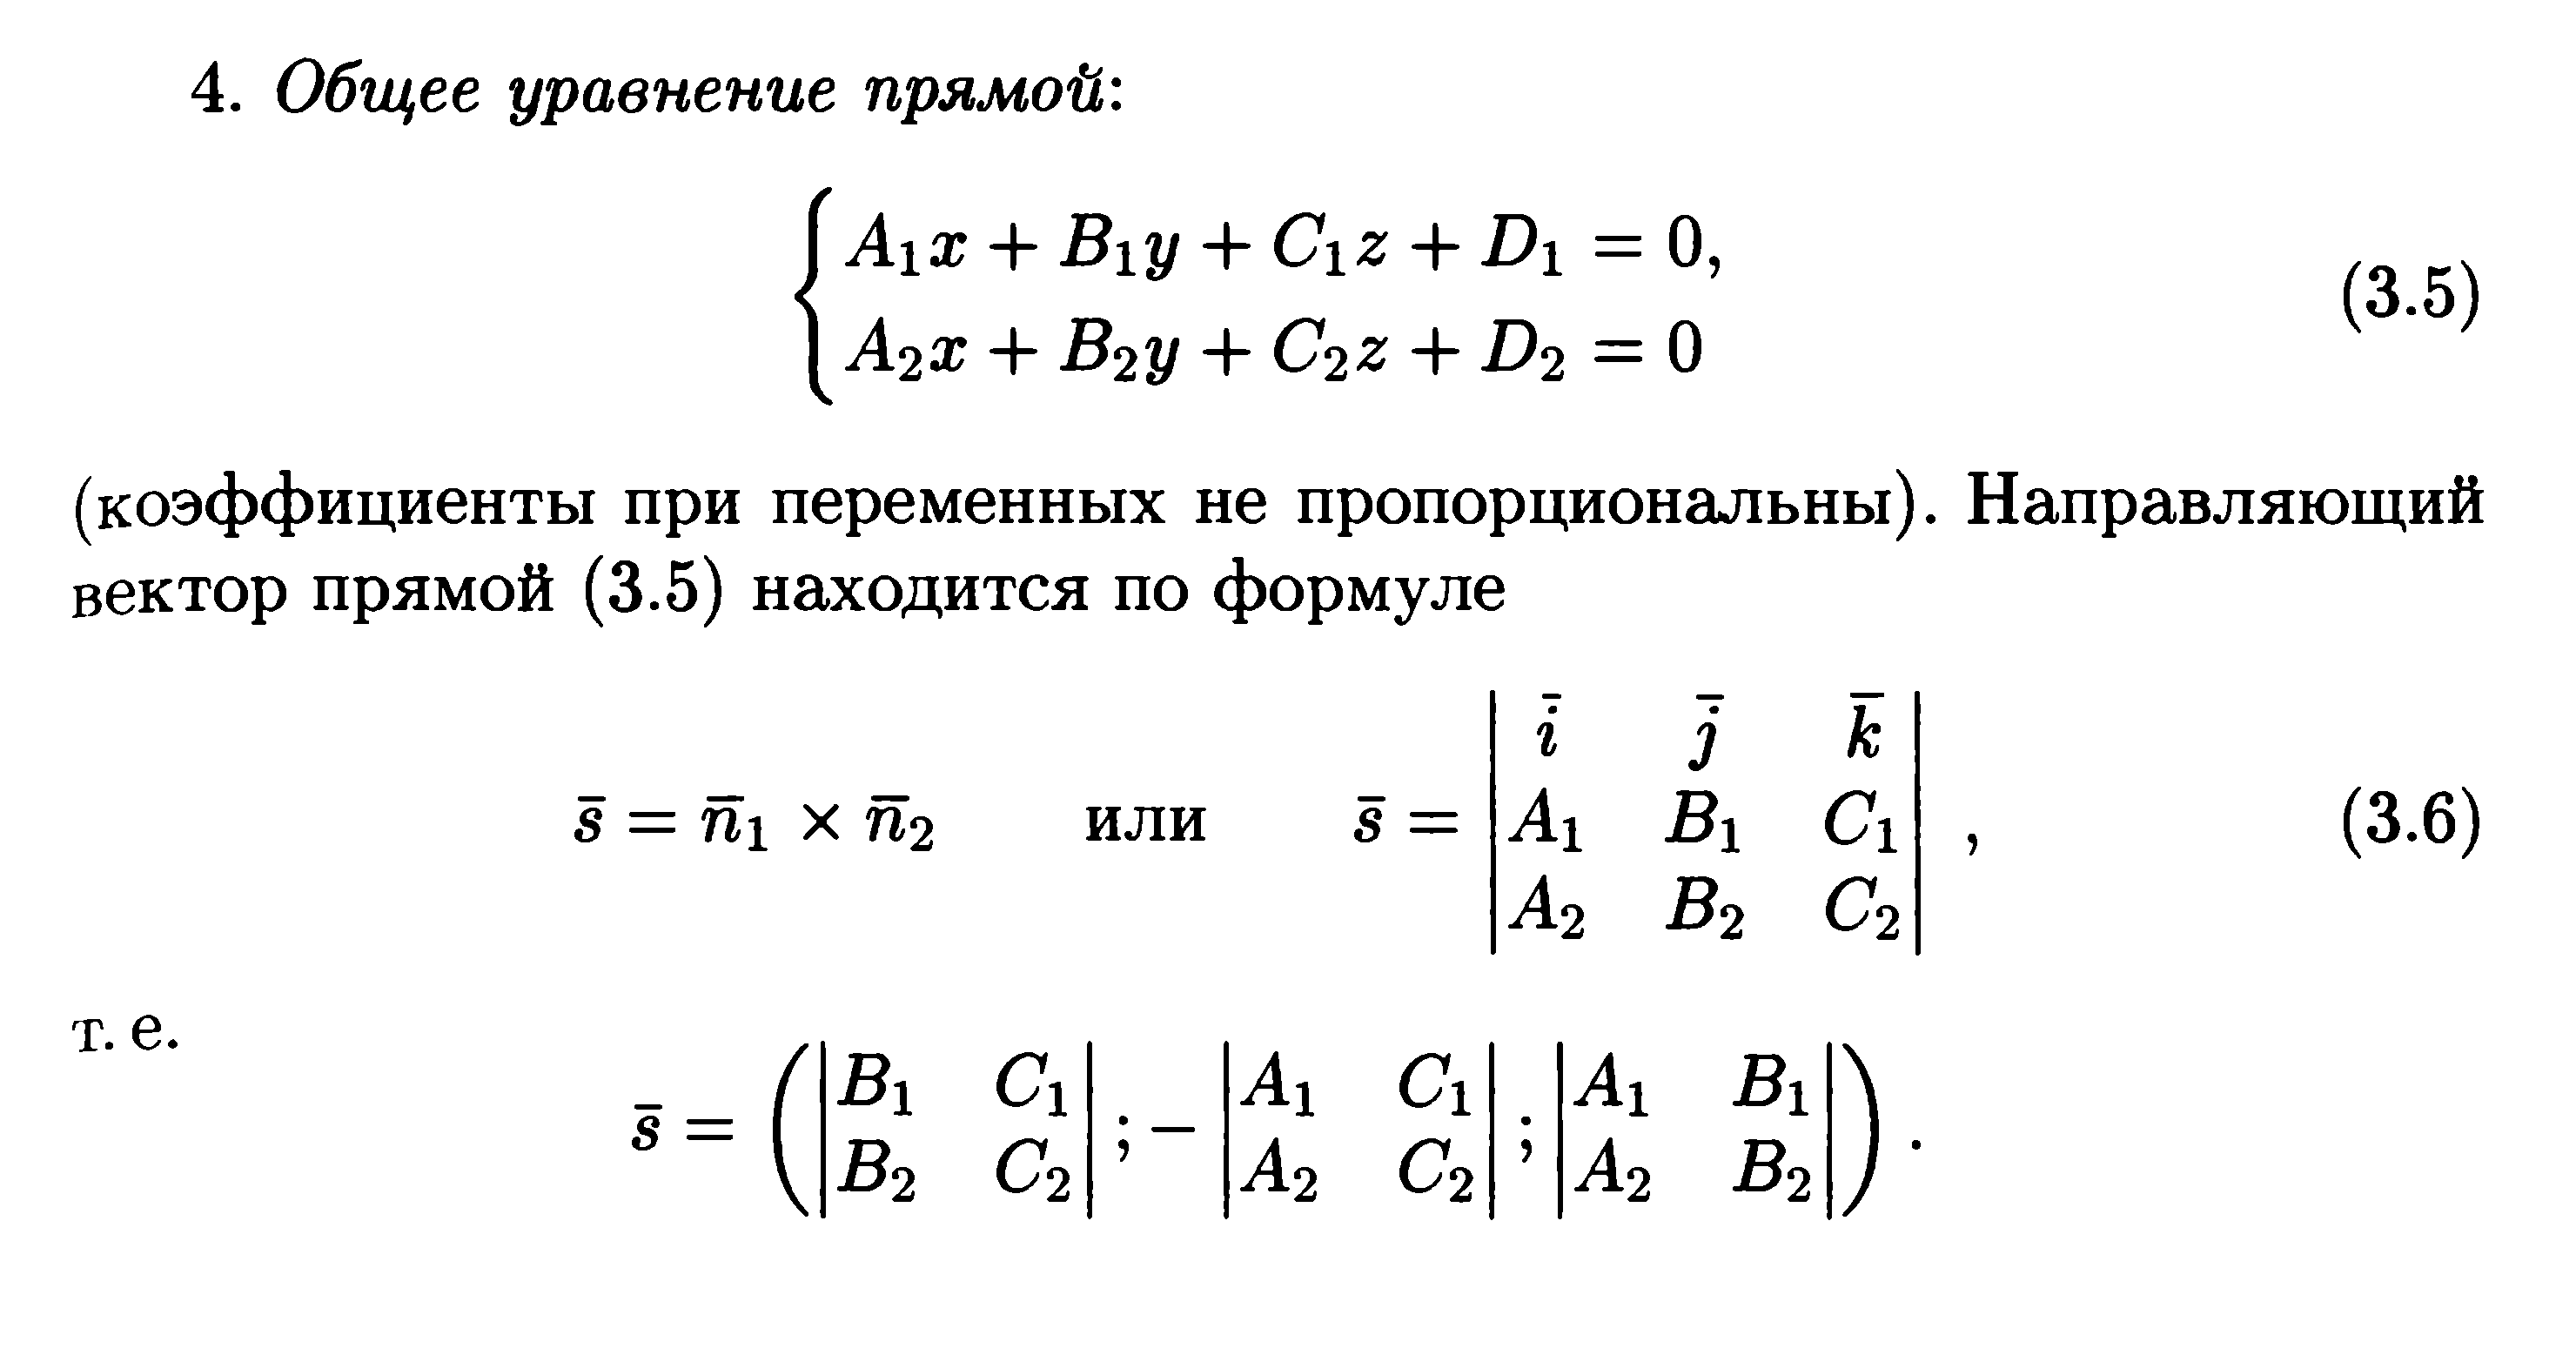 4. Общее уравнение прямой:
A₁x + B₁y + C₁z + D₁ = 0,
A₂x + B₂y + C₂z + D₂ = 0
(3.5)
(коэффициенты при переменных не пропорциональны). Направляющий
вектор прямой (3.5) находится по формуле
s̄ = n̄₁ × n̄₂ или s̄ = | ī j̄ k̄ |
| A₁ B₁ C₁ |
| A₂ B₂ C₂ | , (3.6)
т. е.
s̄ = ( | B₁ C₁ | ; − | A₁ C₁ | ; | A₁ B₁ | ) .
| B₂ C₂ | | A₂ C₂ | | A₂ B₂ |